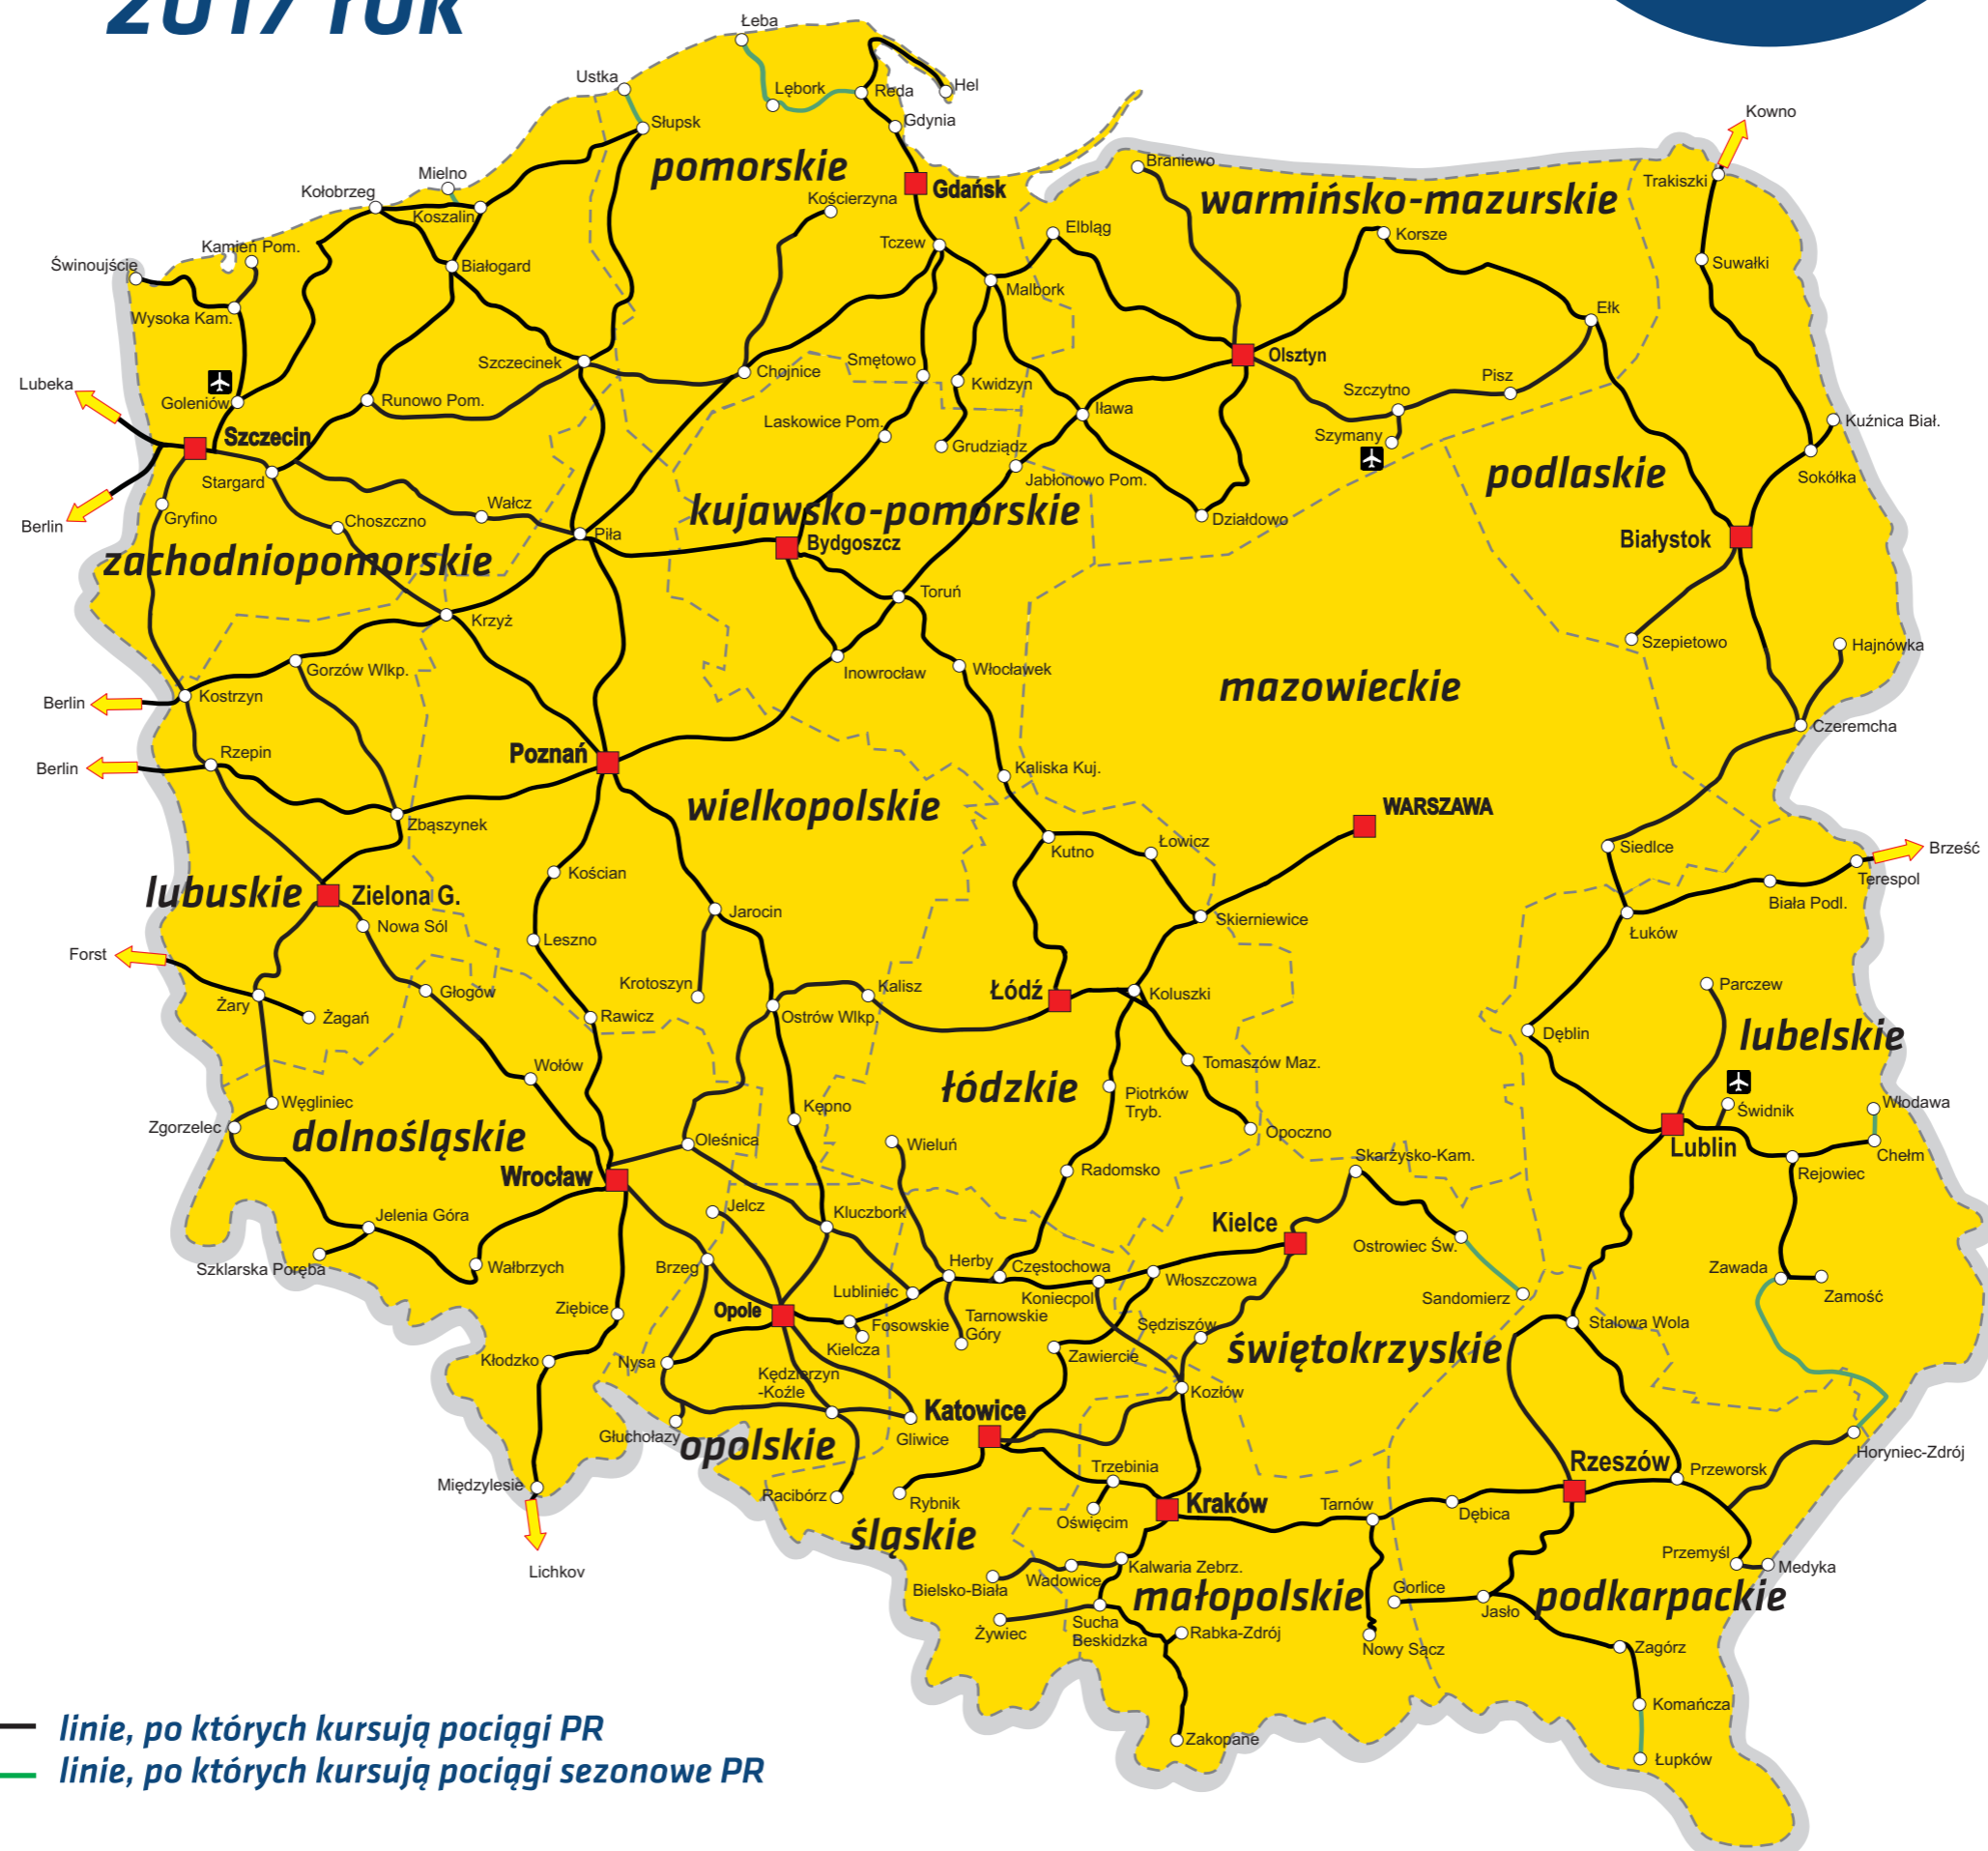 2017 rok
Łeba
Ustka
Lębork
Reda
Hel
Słupsk
Gdynia
Kowno
pomorskie
Braniewo
Mielno
Kołobrzeg
Koszalin
Kościerzyna
Gdańsk
warmińsko-mazurskie
Trakiszki
Kamień Pom.
Świnoujście
Białogard
Tczew
Elbląg
Korsze
Suwałki
Malbork
Wysoka Kam.
Ełk
Szczecinek
Chojnice
Smętowo
Kwidzyn
Olsztyn
Szczytno
Pisz
Lubeka
Goleniów
Runowo Pom.
Laskowice Pom.
Iława
Kuźnica Biał.
Szczecin
Grudziądz
Szymany
Stargard
Jabłonowo Pom.
podlaskie
Sokółka
Berlin
Gryfino
Choszczno
Wałcz
Piła
kujawsko-pomorskie
Działdowo
Bydgoszcz
Białystok
zachodniopomorskie
Toruń
Krzyż
Szepietowo
Hajnówka
Gorzów Wlkp.
Inowrocław
Włocławek
Berlin
Kostrzyn
mazowieckie
Czeremcha
Rzepin
Poznań
Berlin
Kaliska Kuj.
wielkopolskie
WARSZAWA
Zbąszynek
Kutno
Łowicz
Siedlce
Brześć
Terespol
Kościan
lubuskie
Zielona G.
Biała Podl.
Nowa Sól
Jarocin
Skierniewice
Łuków
Leszno
Forst
Krotoszyn
Kalisz
Łódź
Koluszki
Parczew
Głogów
Żary
Żagań
Rawicz
Ostrów Wlkp.
Dęblin
lubelskie
Wołów
Tomaszów Maz.
łódzkie
Piotrków
Tryb.
Węgliniec
Kępno
Świdnik
Włodawa
Zgorzelec
dolnośląskie
Oleśnica
Wieluń
Opoczno
Lublin
Chełm
Skarżysko-Kam.
Radomsko
Rejowiec
Wrocław
Jelcz
Kluczbork
Jelenia Góra
Kielce
Ostrowiec Św.
Szklarska Poręba
Wałbrzych
Brzeg
Herby
Częstochowa
Włoszczowa
Zawada
Zamość
Ziębice
Opole
Lubliniec
Koniecpol
Sandomierz
Fosowskie
Tarnowskie
Góry
Sędziszów
Stalowa Wola
Kielcza
Kłodzko
Nysa
Zawiercie
świętokrzyskie
Kędzierzyn
-Koźle
Kozłów
Głuchołazy
opolskie
Gliwice
Katowice
Horyniec-Zdrój
Międzylesie
Racibórz
Rybnik
Trzebinia
Rzeszów
Przeworsk
Oświęcim
Kraków
Tarnów
Dębica
śląskie
Lichkov
Bielsko-Biała
Wadowice
Kalwaria Zebrz.
Przemyśl
Medyka
małopolskie
Gorlice
Jasło
podkarpackie
Żywiec
Sucha
Beskidzka
Rabka-Zdrój
Nowy Sącz
Zagórz
Komańcza
linie, po których kursują pociągi PR
Zakopane
Łupków
linie, po których kursują pociągi sezonowe PR